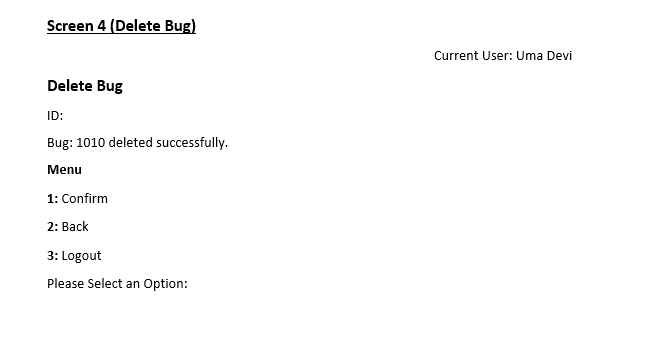 Screen 4 (Delete Bug)
Current User: Uma Devi
Delete Bug
ID:
Bug: 1010 deleted successfully.
Menu
1: Confirm
2: Back
3: Logout
Please Select an Option: